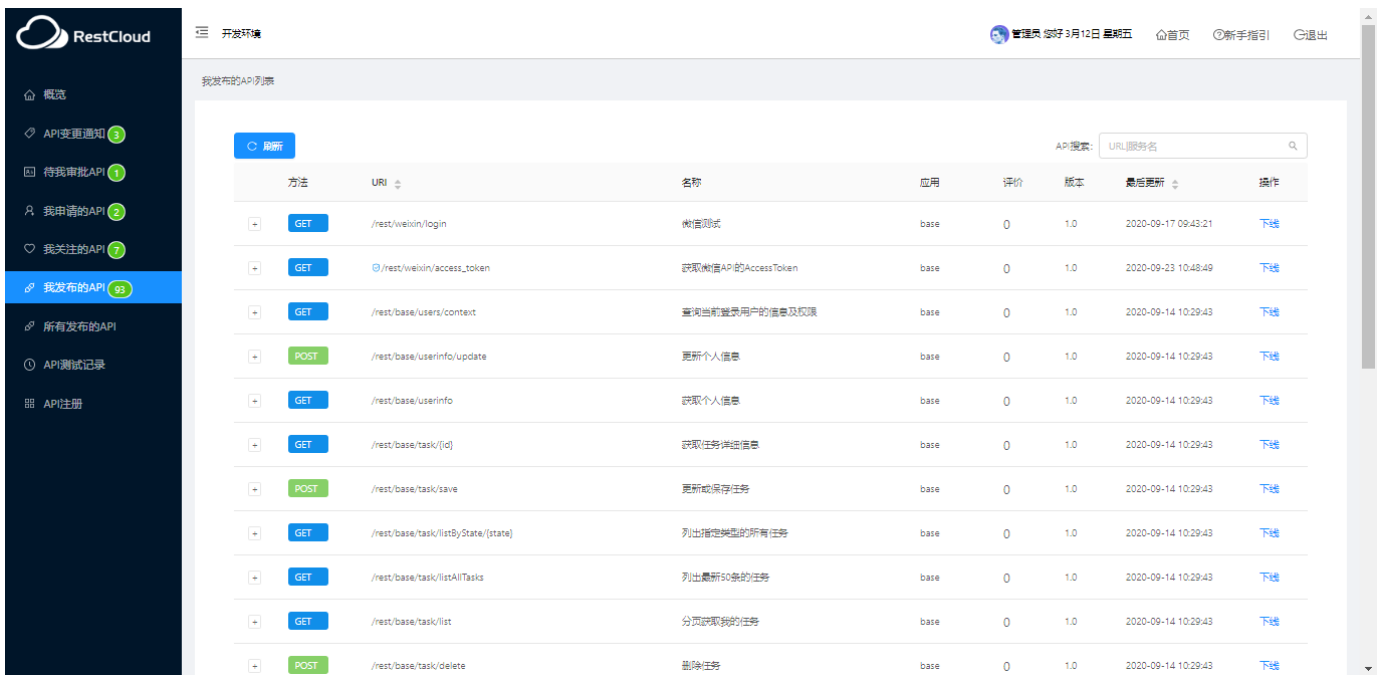 RestCloud
开发环境
管理员 您好 3月12日 星期五 首页 新手指引 退出
我发布的API列表
概览
API变更通知 3
待我审批API 1
我申请的API 2
我关注的API 7
我发布的API 93
所有发布的API
API测试记录
API注册
刷新
API搜索: URL|服务名
方法 URI 名称 应用 评价 版本 最后更新 操作
+ GET /rest/weixin/login 微信测试 base 0 1.0 2020-09-17 09:43:21 下线
+ GET /rest/weixin/access_token 获取微信API的AccessToken base 0 1.0 2020-09-23 10:48:49 下线
+ GET /rest/base/users/context 查询当前登录用户的信息及权限 base 0 1.0 2020-09-14 10:29:43 下线
+ POST /rest/base/userinfo/update 更新个人信息 base 0 1.0 2020-09-14 10:29:43 下线
+ GET /rest/base/userinfo 获取个人信息 base 0 1.0 2020-09-14 10:29:43 下线
+ GET /rest/base/task/{id} 获取任务详细信息 base 0 1.0 2020-09-14 10:29:43 下线
+ POST /rest/base/task/save 更新或保存任务 base 0 1.0 2020-09-14 10:29:43 下线
+ GET /rest/base/task/listByState/{state} 列出指定类型的所有任务 base 0 1.0 2020-09-14 10:29:43 下线
+ GET /rest/base/task/listAllTasks 列出最新50条的任务 base 0 1.0 2020-09-14 10:29:43 下线
+ GET /rest/base/task/list 分页获取我的任务 base 0 1.0 2020-09-14 10:29:43 下线
+ POST /rest/base/task/delete 删除任务 base 0 1.0 2020-09-14 10:29:43 下线